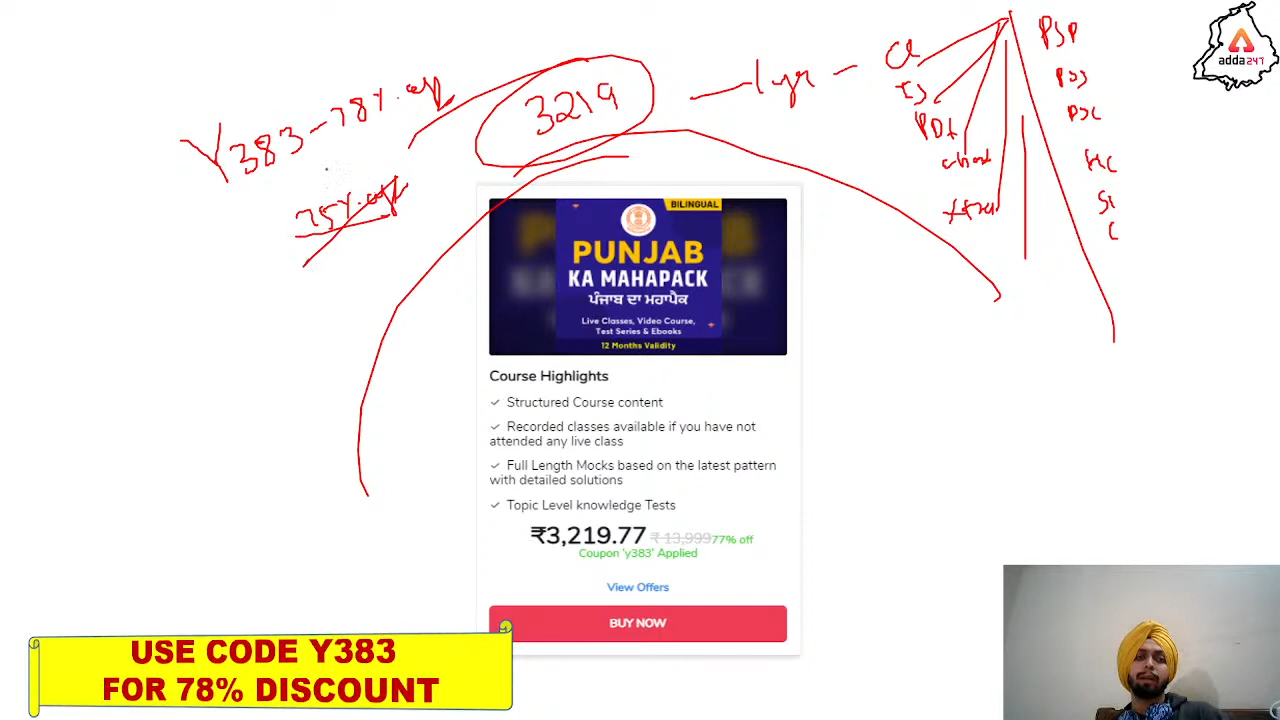 adda247
Y383 - 78% off
3219
1 yr -
75% off
PSP
PSSC
HC
SI
C
BILINGUAL
PUNJAB
KA MAHAPACK
ਪੰਜਾਬ ਦਾ ਮਹਾਪੈਕ
Live Classes, Video Course,
Test Series & Ebooks
12 Months Validity
Course Highlights
✓ Structured Course content
✓ Recorded classes available if you have not
attended any live class
✓ Full Length Mocks based on the latest pattern
with detailed solutions
✓ Topic Level knowledge Tests
₹3,219.77 ₹ 13,999 77% off
Coupon 'y383' Applied
View Offers
BUY NOW
USE CODE Y383
FOR 78% DISCOUNT